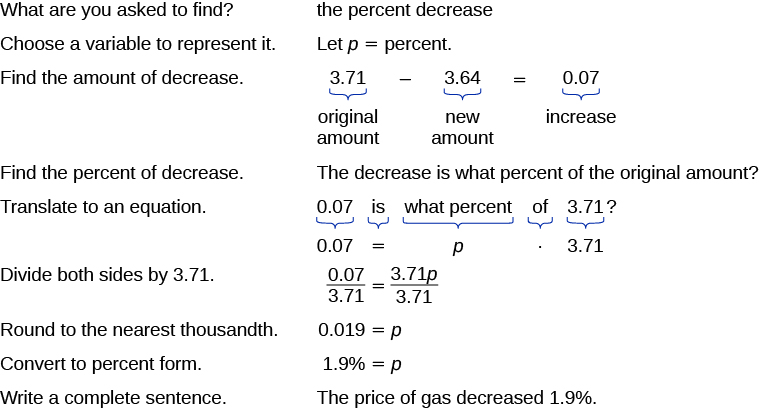 What are you asked to find? the percent decrease
Choose a variable to represent it. Let p = percent.
Find the amount of decrease. 3.71 − 3.64 = 0.07
original new increase
amount amount
Find the percent of decrease. The decrease is what percent of the original amount?
Translate to an equation. 0.07 is what percent of 3.71?
0.07 = p · 3.71
Divide both sides by 3.71. 0.07/3.71 = 3.71p/3.71
Round to the nearest thousandth. 0.019 = p
Convert to percent form. 1.9% = p
Write a complete sentence. The price of gas decreased 1.9%.